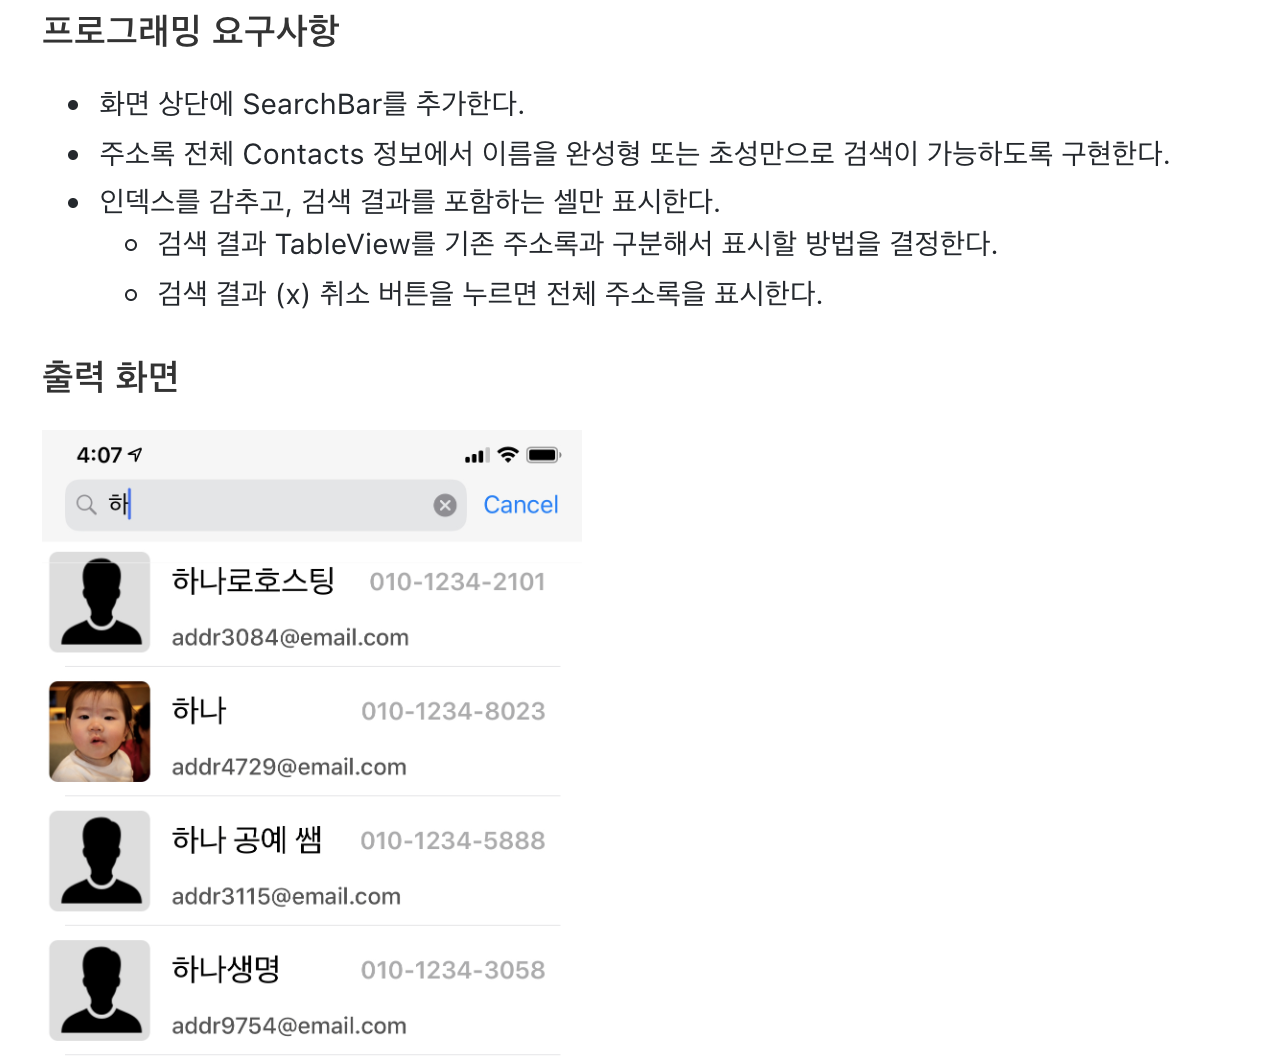 프로그래밍 요구사항
화면 상단에 SearchBar를 추가한다.
주소록 전체 Contacts 정보에서 이름을 완성형 또는 초성만으로 검색이 가능하도록 구현한다.
인덱스를 감추고, 검색 결과를 포함하는 셀만 표시한다.
검색 결과 TableView를 기존 주소록과 구분해서 표시할 방법을 결정한다.
검색 결과 (x) 취소 버튼을 누르면 전체 주소록을 표시한다.
출력 화면
4:07
하 Cancel
하나로호스팅 010-1234-2101
addr3084@email.com
하나 010-1234-8023
addr4729@email.com
하나 공예 쌤 010-1234-5888
addr3115@email.com
하나생명 010-1234-3058
addr9754@email.com